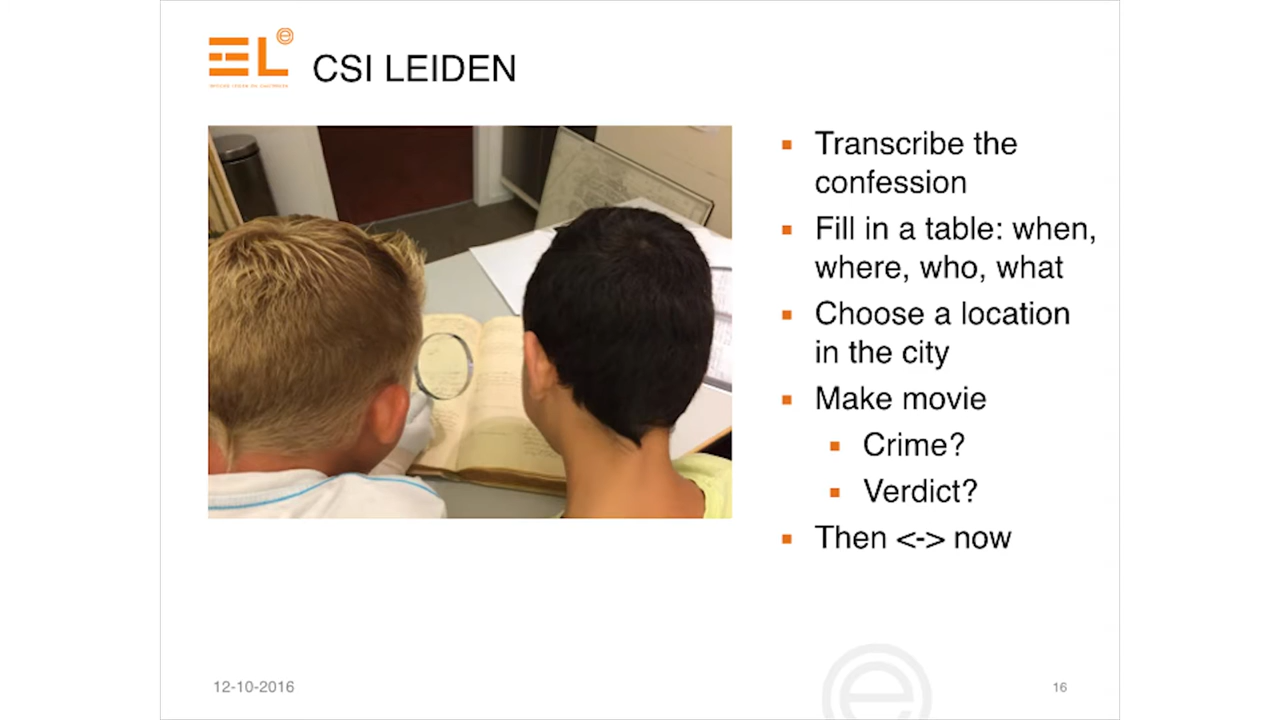 EL e
CSI LEIDEN
Transcribe the
confession
Fill in a table: when,
where, who, what
Choose a location
in the city
Make movie
Crime?
Verdict?
Then <-> now
12-10-2016
e
16